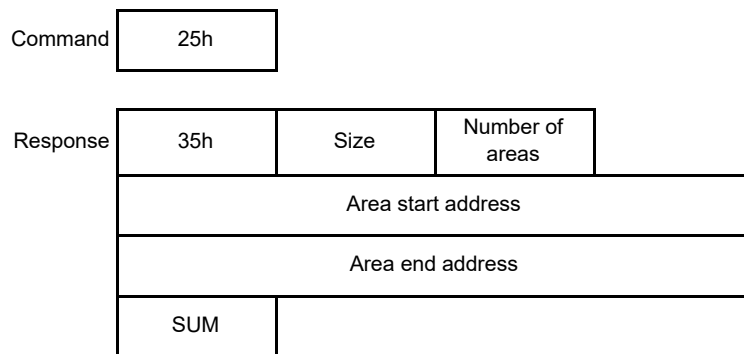 Command 25h
Response 35h Size Number of
areas
Area start address
Area end address
SUM